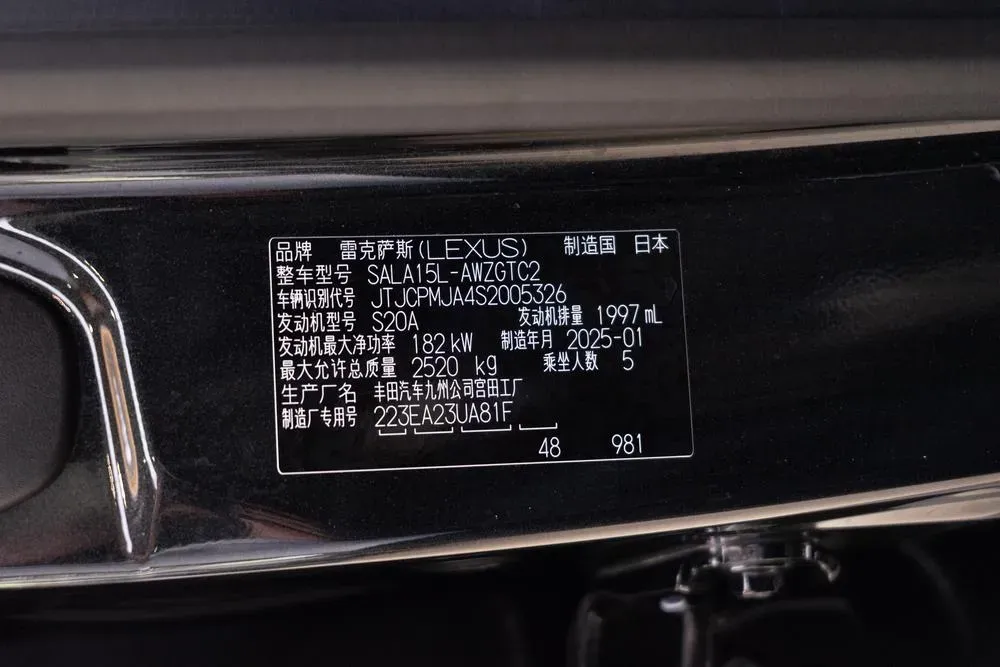 品牌 雷克萨斯(LEXUS) 制造国 日本
整车型号 SALA15L-AWZGTC2
车辆识别代号 JTJCPMJA4S2005326
发动机型号 S20A 发动机排量 1997 mL
发动机最大净功率 182 kW 制造年月 2025-01
最大允许总质量 2520 kg 乘坐人数 5
生产厂名 丰田汽车九州公司宫田工厂
制造厂专用号 223EA23UA81F
48 981